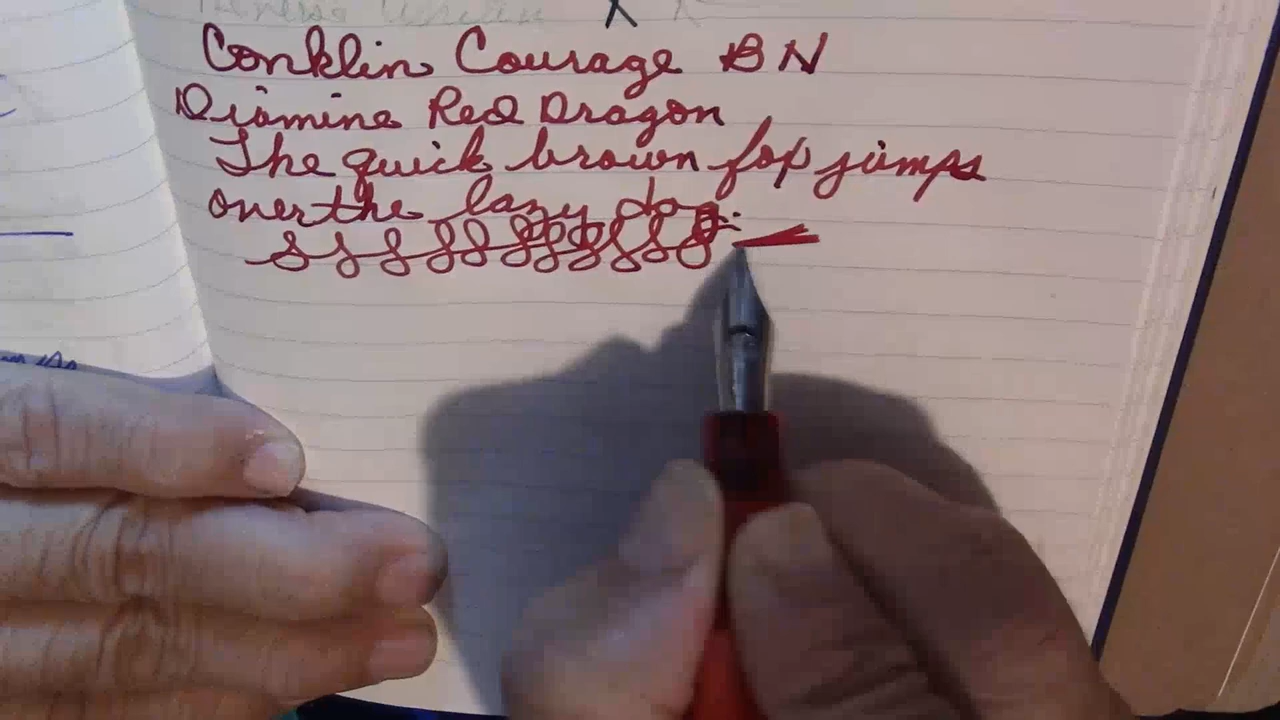 Conklin Courage BN
Diamine Red Dragon
The quick brown fox jumps
over the lazy dog.